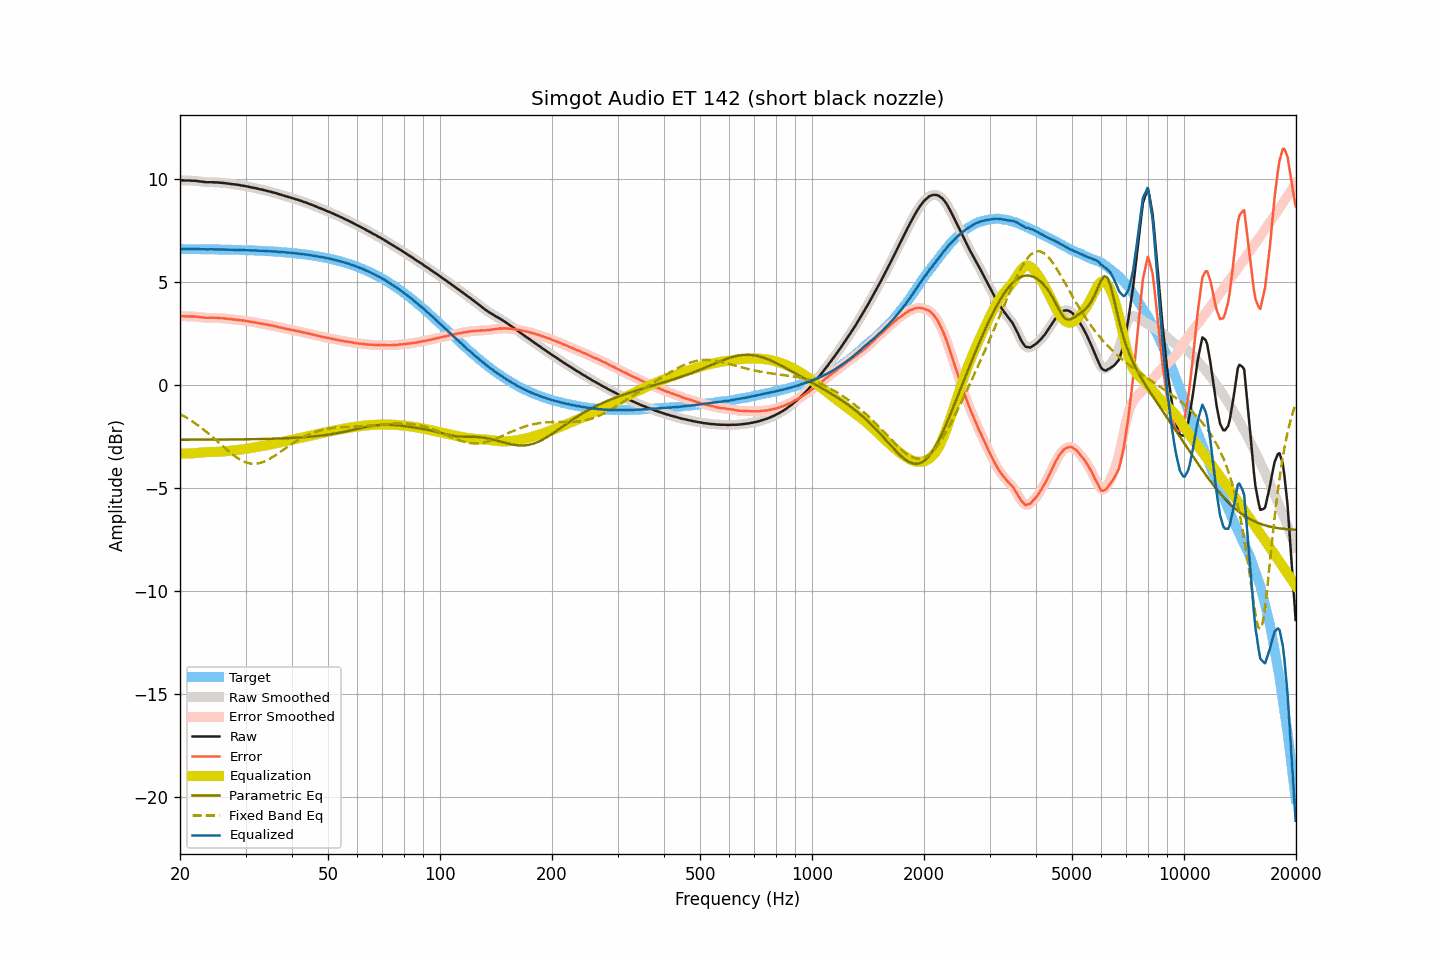 Simgot Audio ET 142 (short black nozzle)
Amplitude (dBr)
10
5
0
−5
−10
−15
−20
Target
Raw Smoothed
Error Smoothed
Raw
Error
Equalization
Parametric Eq
Fixed Band Eq
Equalized
20 50 100 200 500 1000 2000 5000 10000 20000
Frequency (Hz)